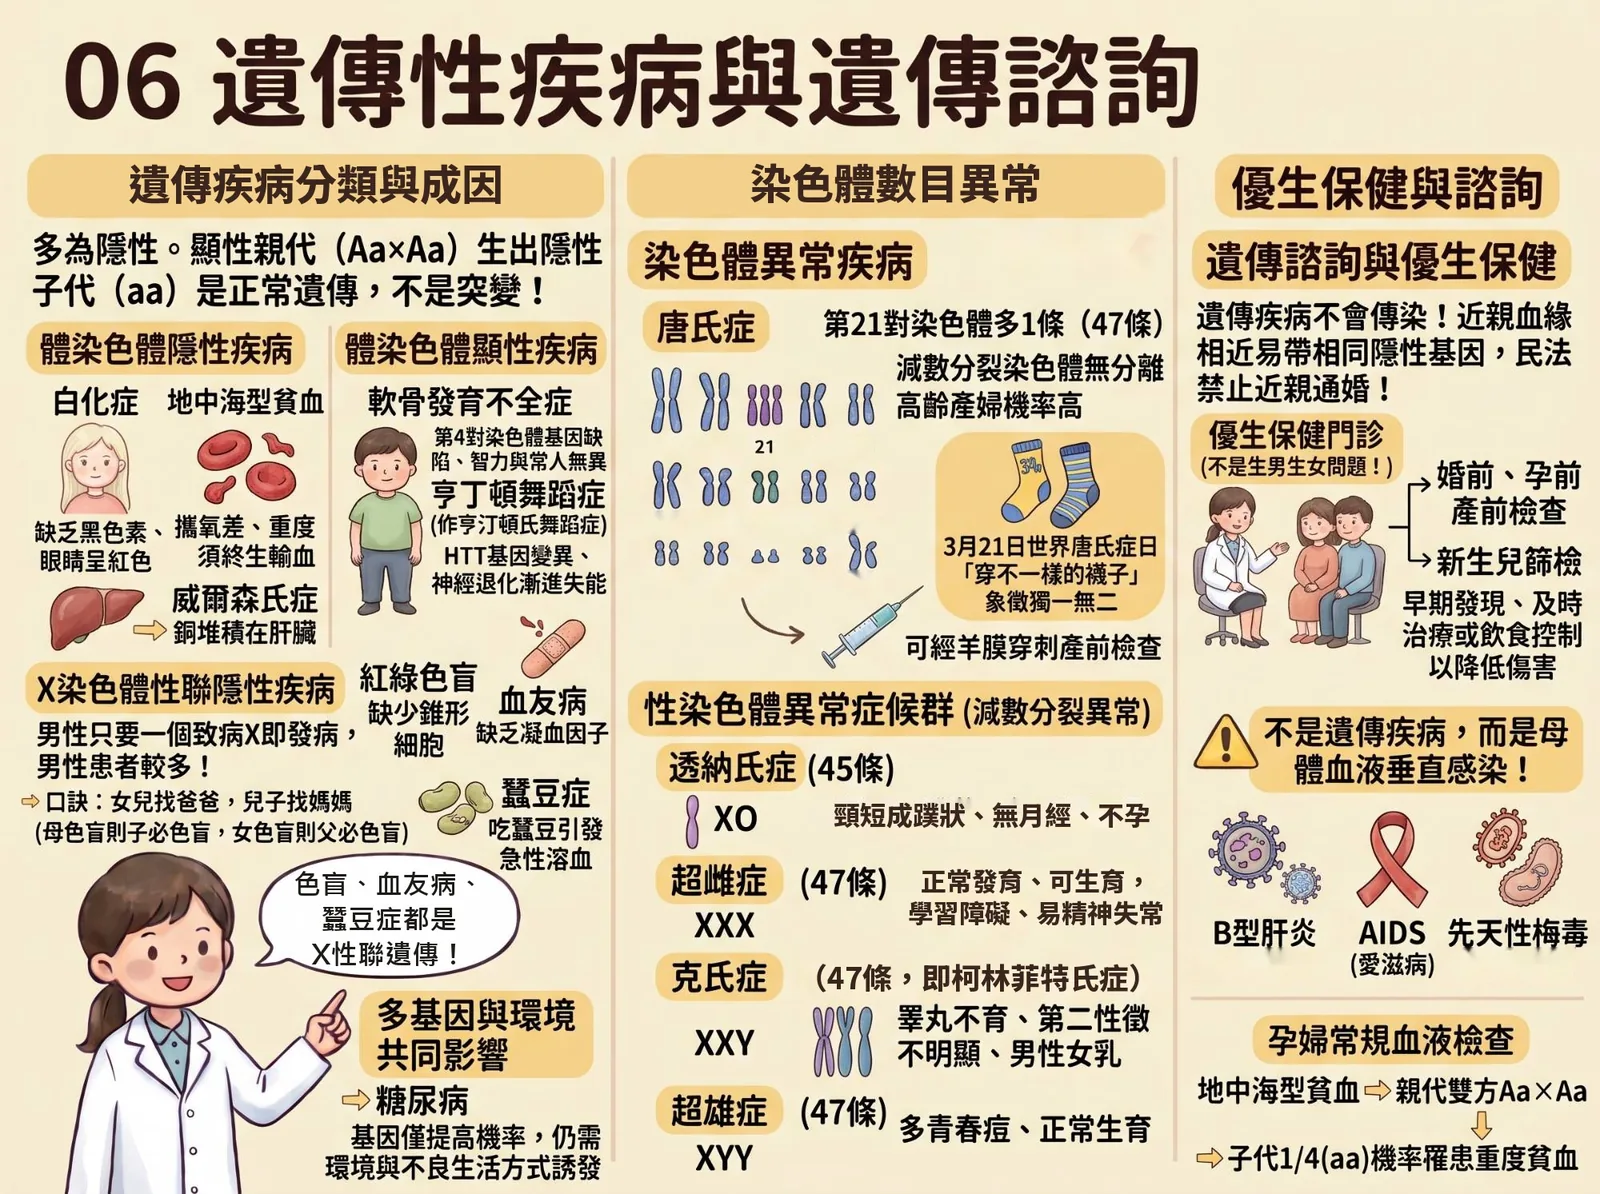 06 遺傳性疾病與遺傳諮詢
遺傳疾病分類與成因
多為隱性。顯性親代（Aa×Aa）生出隱性
子代（aa）是正常遺傳，不是突變！
體染色體隱性疾病
白化症
缺乏黑色素、
眼睛呈紅色
地中海型貧血
攜氧差、重度
須終生輸血
威爾森氏症
銅堆積在肝臟
體染色體顯性疾病
軟骨發育不全症
第4對染色體基因缺
陷、智力與常人無異
亨丁頓舞蹈症
(作亨汀頓氏舞蹈症)
HTT基因變異、
神經退化漸進失能
X染色體性聯隱性疾病
男性只要一個致病X即發病，
男性患者較多！
口訣：女兒找爸爸，兒子找媽媽
(母色盲則子必色盲，女色盲則父必色盲)
紅綠色盲
缺少錐形
細胞
血友病
缺乏凝血因子
蠶豆症
吃蠶豆引發
急性溶血
色盲、血友病、
蠶豆症都是
X性聯遺傳！
多基因與環境
共同影響
糖尿病
基因僅提高機率，仍需
環境與不良生活方式誘發
染色體數目異常
染色體異常疾病
唐氏症
第21對染色體多1條（47條）
減數分裂染色體無分離
高齡產婦機率高
21
3月21日世界唐氏症日
「穿不一樣的襪子」
象徵獨一無二
可經羊膜穿刺產前檢查
性染色體異常症候群 (減數分裂異常)
透納氏症 (45條)
XO
頸短成蹼狀、無月經、不孕
超雌症 (47條)
XXX
正常發育、可生育，
學習障礙、易精神失常
克氏症 （47條，即柯林菲特氏症）
XXY
睪丸不育、第二性徵
不明顯、男性女乳
超雄症 (47條)
XYY
多青春痘、正常生育
優生保健與諮詢
遺傳諮詢與優生保健
遺傳疾病不會傳染！近親血緣
相近易帶相同隱性基因，民法
禁止近親通婚！
優生保健門診
(不是生男生女問題！)
婚前、孕前
產前檢查
新生兒篩檢
早期發現、及時
治療或飲食控制
以降低傷害
不是遺傳疾病，而是母
體血液垂直感染！
B型肝炎
AIDS
(愛滋病)
先天性梅毒
孕婦常規血液檢查
地中海型貧血 親代雙方Aa×Aa
子代1/4(aa)機率罹患重度貧血